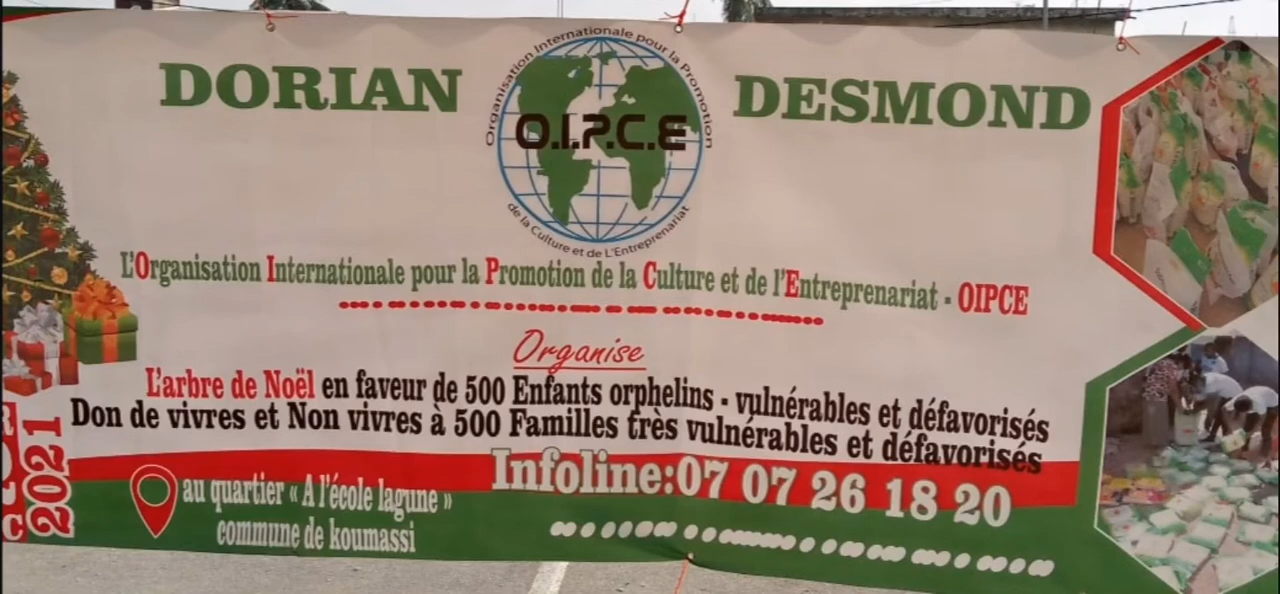 DORIAN DESMOND
Organisation Internationale pour la Promotion
O.I.P.C.E
de la Culture et de L'Entreprenariat
L'Organisation Internationale pour la Promotion de la Culture et de l'Entreprenariat - OIPCE
Organise
L'arbre de Noël en faveur de 500 Enfants orphelins - vulnérables et défavorisés
Don de vivres et Non vivres à 500 Familles très vulnérables et défavorisés
2021
Infoline:07 07 26 18 20
au quartier « A l'école lagune »
commune de koumassi